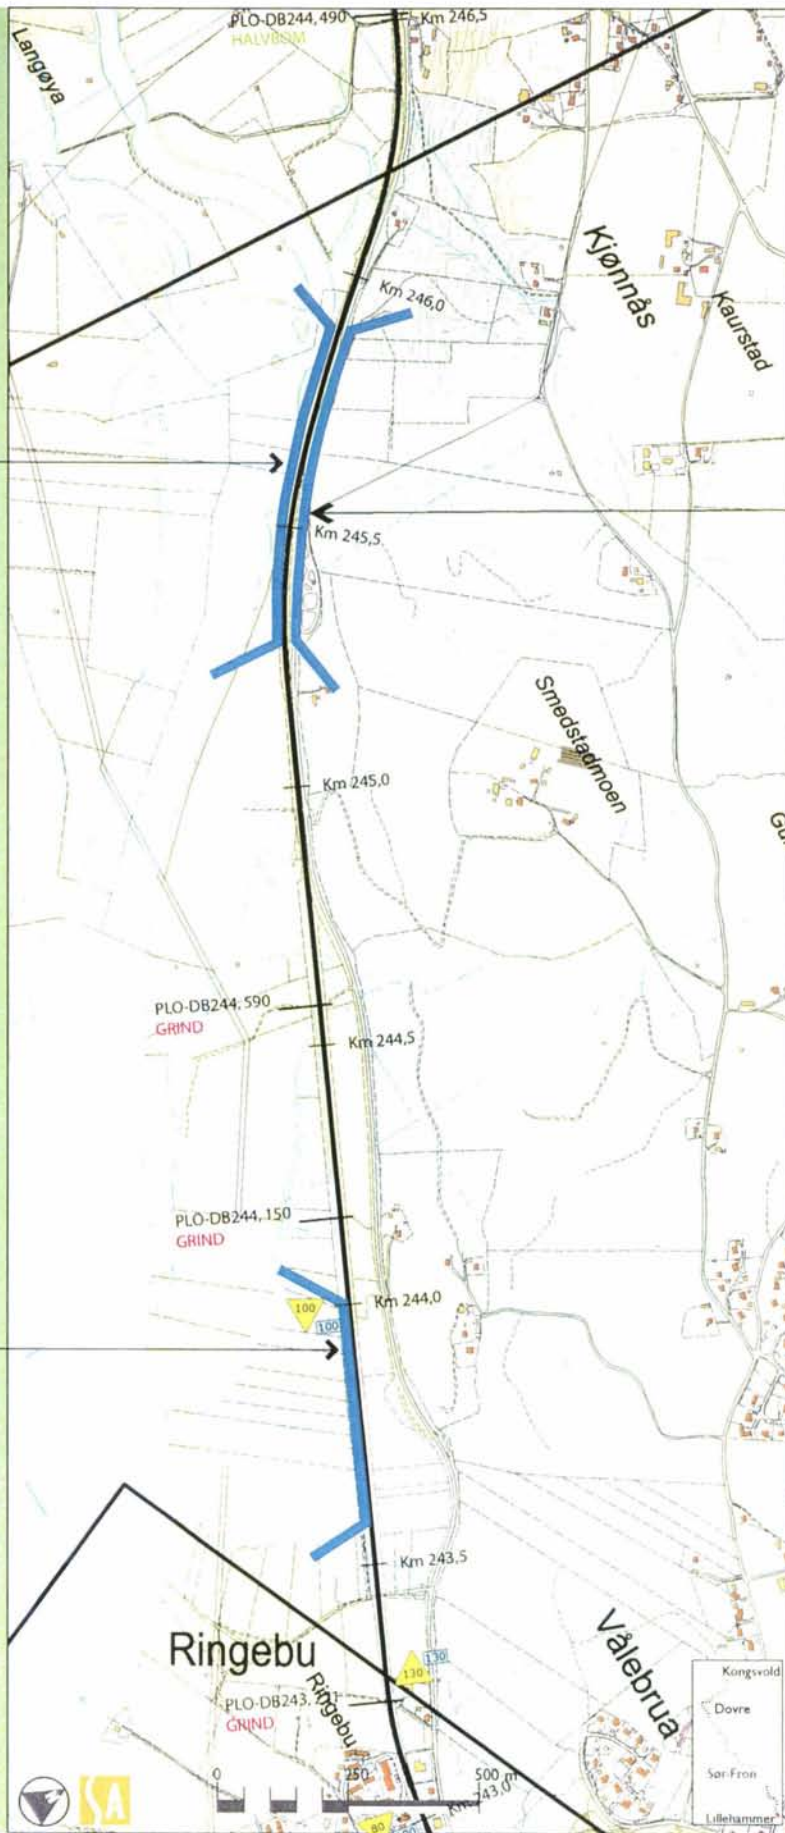 PLO-DB244,490
Km 246,5
HALVBOM
Langøya
Kjønnås
Km 246,0
Kaurstad
Km 245,5
Smedstadmoen
Km 245,0
PLO-DB244,590
GRIND
Km 244,5
PLO-DB244,150
GRIND
Km 244,0
100
100
Km 243,5
Ringebu
Vålebrua
130
130
Kongsvold
Ringebu
PLO-DB243,
GRIND
Dovre
Sør-Fron
0 250 500 m
Km 243,0
Lillehammer
SA
80